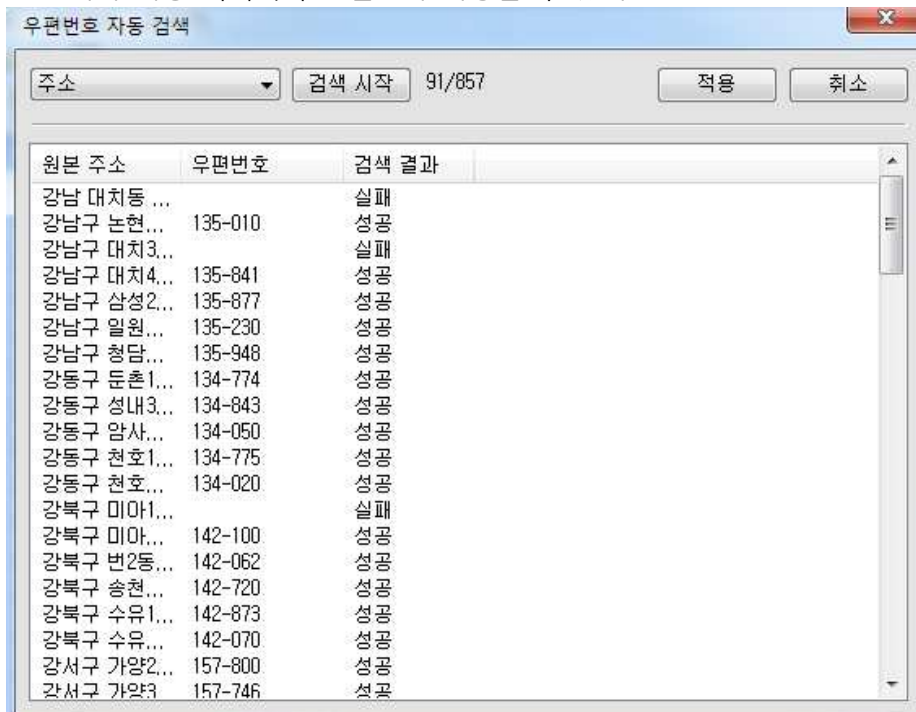 우편번호 자동 검색
주소 검색 시작 91/857 적용 취소
원본 주소 우편번호 검색 결과
강남 대치동 ... 실패
강남구 논현... 135-010 성공
강남구 대치3... 실패
강남구 대치4... 135-841 성공
강남구 삼성2... 135-877 성공
강남구 일원... 135-230 성공
강남구 청담... 135-948 성공
강동구 둔촌1... 134-774 성공
강동구 성내3... 134-843 성공
강동구 암사... 134-050 성공
강동구 천호1... 134-775 성공
강동구 천호... 134-020 성공
강북구 미아1... 실패
강북구 미아... 142-100 성공
강북구 번2동... 142-062 성공
강북구 송천... 142-720 성공
강북구 수유1... 142-873 성공
강북구 수유... 142-070 성공
강서구 가양2... 157-800 성공
강서구 가양3 157-746 성공